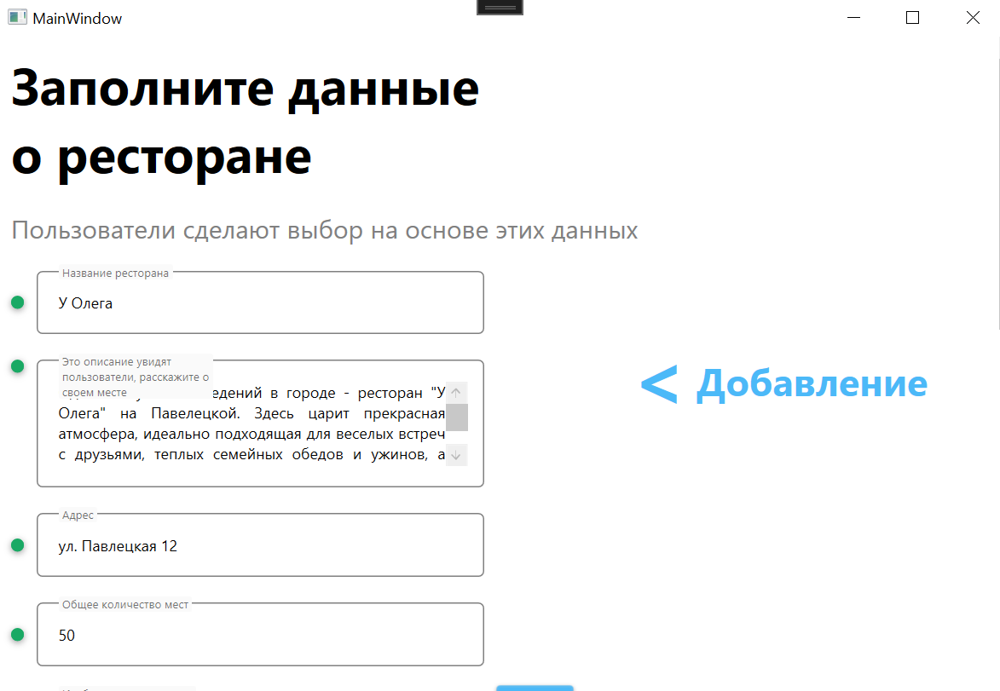 MainWindow
Заполните данные
о ресторане
Пользователи сделают выбор на основе этих данных
Название ресторана
У Олега
Это описание увидят
пользователи, расскажите о
своем месте
едений в городе - ресторан "У
Олега" на Павелецкой. Здесь царит прекрасная
атмосфера, идеально подходящая для веселых встреч
с друзьями, теплых семейных обедов и ужинов, а
< Добавление
Адрес
ул. Павлецкая 12
Общее количество мест
50